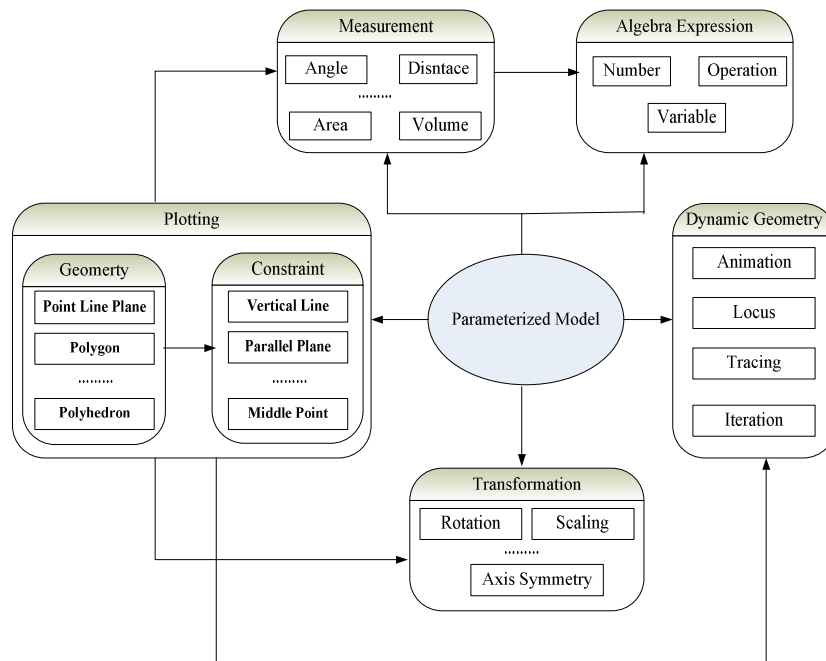 Measurement
Angle
Disntace
.........
Area
Volume
Algebra Expression
Number
Operation
Variable
Plotting
Geomerty
Point Line Plane
Polygon
.........
Polyhedron
Constraint
Vertical Line
Parallel Plane
.........
Middle Point
Parameterized Model
Dynamic Geometry
Animation
Locus
Tracing
Iteration
Transformation
Rotation
Scaling
.........
Axis Symmetry